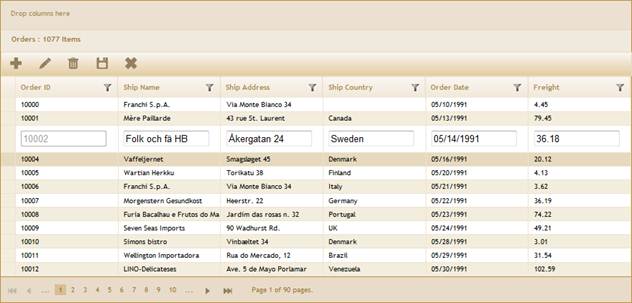 Drop columns here
Orders : 1077 Items
Order ID Ship Name Ship Address Ship Country Order Date Freight
10000 Franchi S.p.A. Via Monte Bianco 34 05/10/1991 4.45
10001 Mère Paillarde 43 rue St. Laurent Canada 05/13/1991 79.45
10002 Folk och fä HB Åkergatan 24 Sweden 05/14/1991 36.18
10004 Vaffeljernet Smagsløget 45 Denmark 05/16/1991 20.12
10005 Wartian Herkku Torikatu 38 Finland 05/20/1991 4.13
10006 Franchi S.p.A. Via Monte Bianco 34 Italy 05/21/1991 3.62
10007 Morgenstern Gesundkost Heerstr. 22 Germany 05/22/1991 36.19
10008 Furia Bacalhau e Frutos do Ma Jardim das rosas n. 32 Portugal 05/23/1991 74.22
10009 Seven Seas Imports 90 Wadhurst Rd. UK 05/24/1991 49.21
10010 Simons bistro Vinbæltet 34 Denmark 05/28/1991 3.01
10011 Wellington Importadora Rua do Mercado, 12 Brazil 05/29/1991 31.54
10012 LINO-Delicateses Ave. 5 de Mayo Porlamar Venezuela 05/30/1991 102.59
... 1 2 3 4 5 6 7 8 9 10 ... Page 1 of 90 pages.